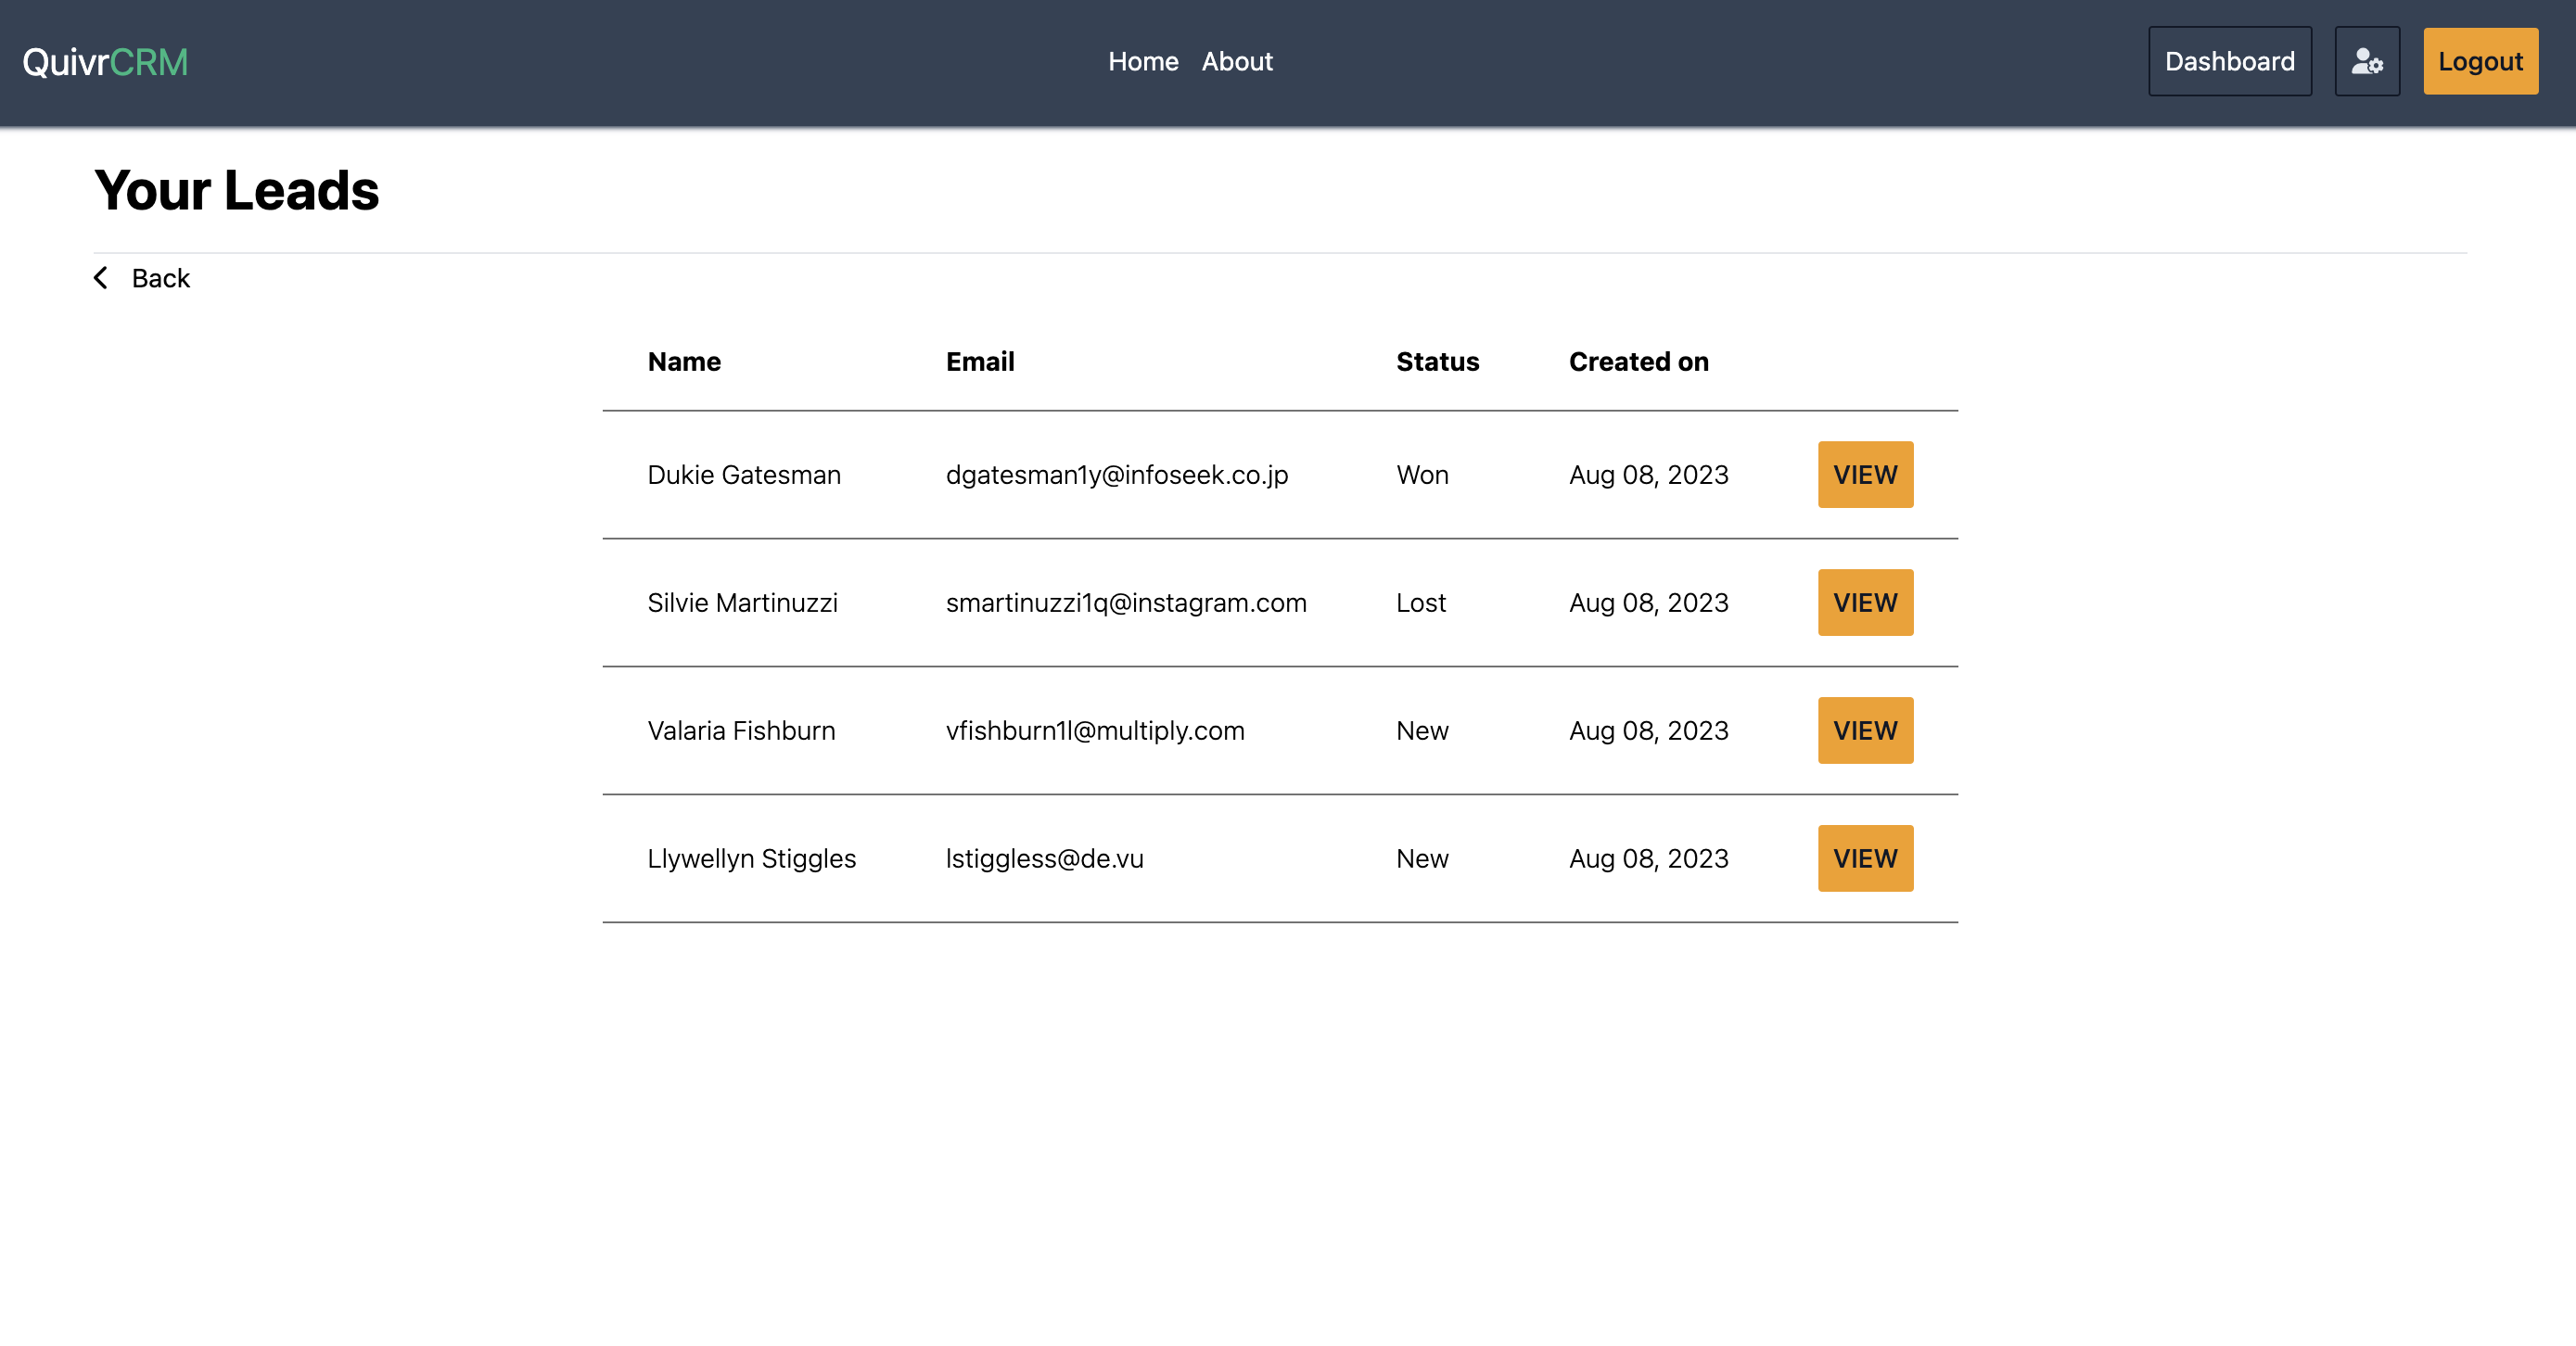 QuivrCRM Home About Dashboard Logout
Your Leads
Back
Name Email Status Created on
Dukie Gatesman dgatesman1y@infoseek.co.jp Won Aug 08, 2023 VIEW
Silvie Martinuzzi smartinuzzi1q@instagram.com Lost Aug 08, 2023 VIEW
Valaria Fishburn vfishburn1l@multiply.com New Aug 08, 2023 VIEW
Llywellyn Stiggles lstiggless@de.vu New Aug 08, 2023 VIEW